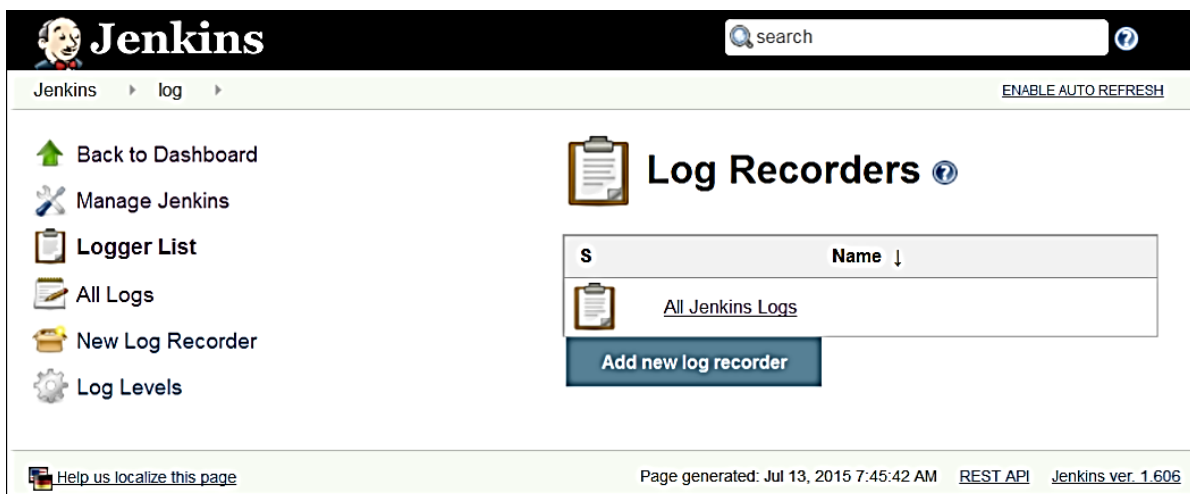 Jenkins
search
Jenkins log
ENABLE AUTO REFRESH
Back to Dashboard
Manage Jenkins
Logger List
All Logs
New Log Recorder
Log Levels
Log Recorders
S Name ↓
All Jenkins Logs
Add new log recorder
Help us localize this page
Page generated: Jul 13, 2015 7:45:42 AM REST API Jenkins ver. 1.606